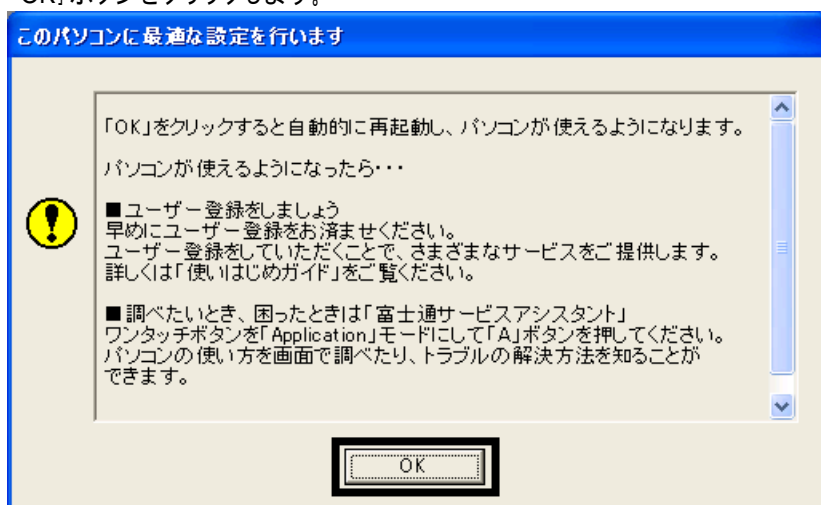 OK]ボタンをクリックします。
このパソコンに最適な設定を行います
「OK」をクリックすると自動的に再起動し、パソコンが使えるようになります。
パソコンが使えるようになったら・・・
■ユーザー登録をしましょう
早めにユーザー登録をお済ませください。
ユーザー登録をしていただくことで、さまざまなサービスをご提供します。
詳しくは「使いはじめガイド」をご覧ください。
■調べたいとき、困ったときは「富士通サービスアシスタント」
ワンタッチボタンを「Application」モードにして「A」ボタンを押してください。
パソコンの使い方を画面で調べたり、トラブルの解決方法を知ることが
できます。
OK